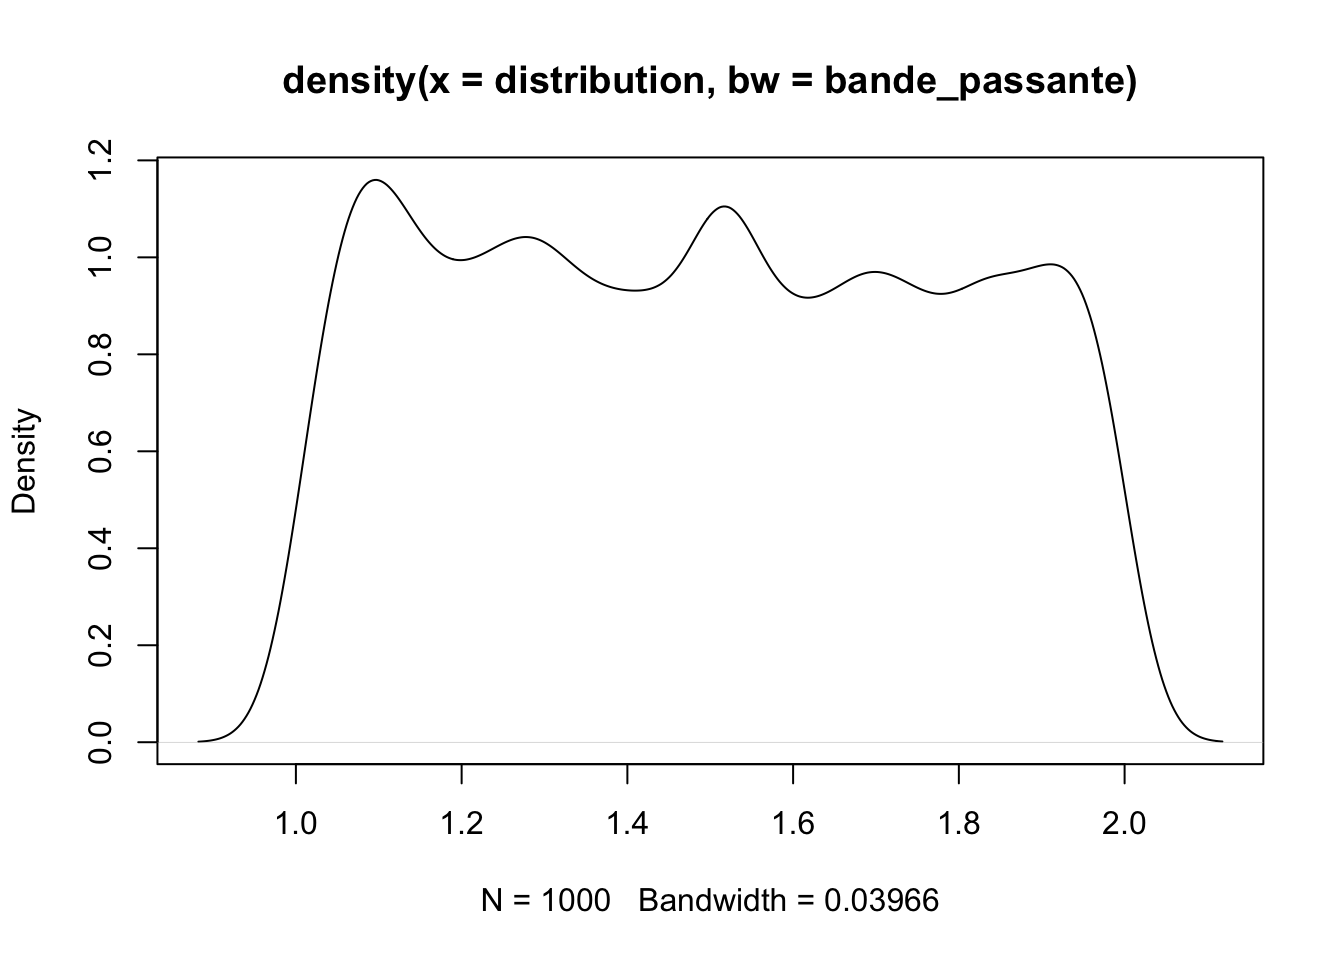 density(x = distribution, bw = bande_passante)
1.2
1.0
0.8
0.6
0.4
0.2
0.0
Density
1.0 1.2 1.4 1.6 1.8 2.0
N = 1000 Bandwidth = 0.03966